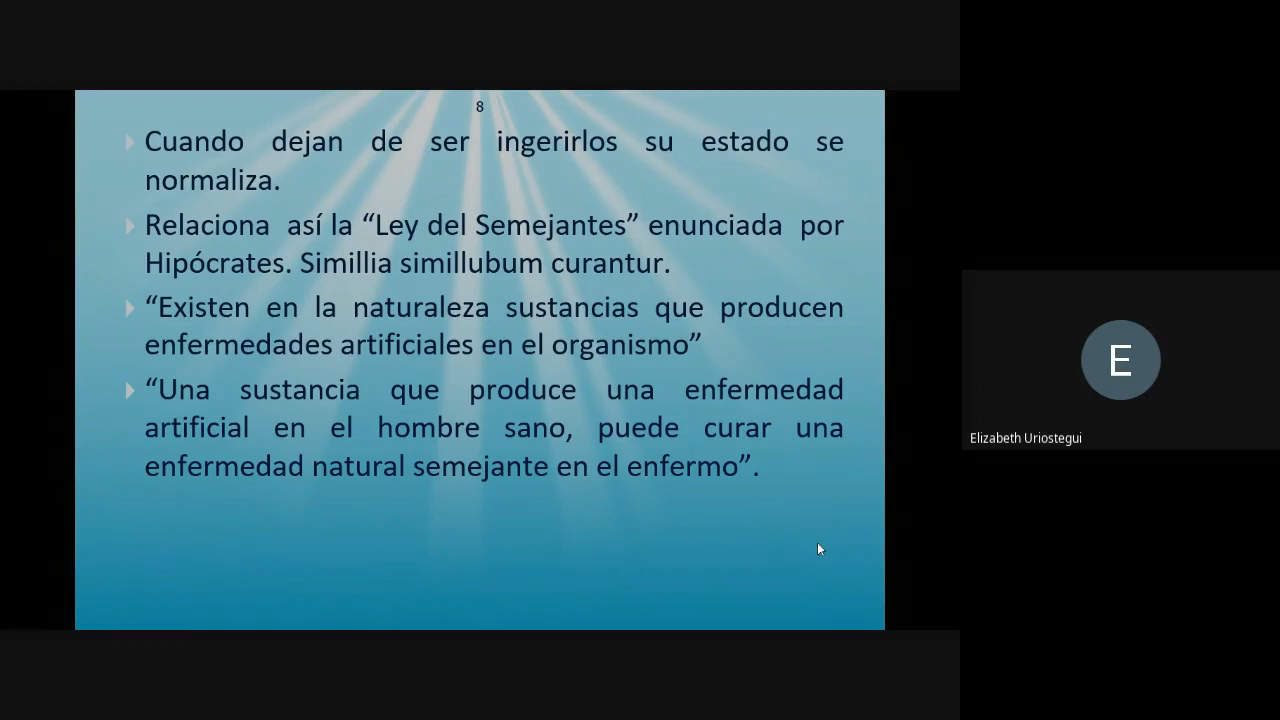 8
Cuando dejan de ser ingerirlos su estado se
normaliza.
Relaciona así la “Ley del Semejantes” enunciada por
Hipócrates. Simillia simillubum curantur.
“Existen en la naturaleza sustancias que producen
enfermedades artificiales en el organismo”
“Una sustancia que produce una enfermedad
artificial en el hombre sano, puede curar una
enfermedad natural semejante en el enfermo”.
E
Elizabeth Uriostegui